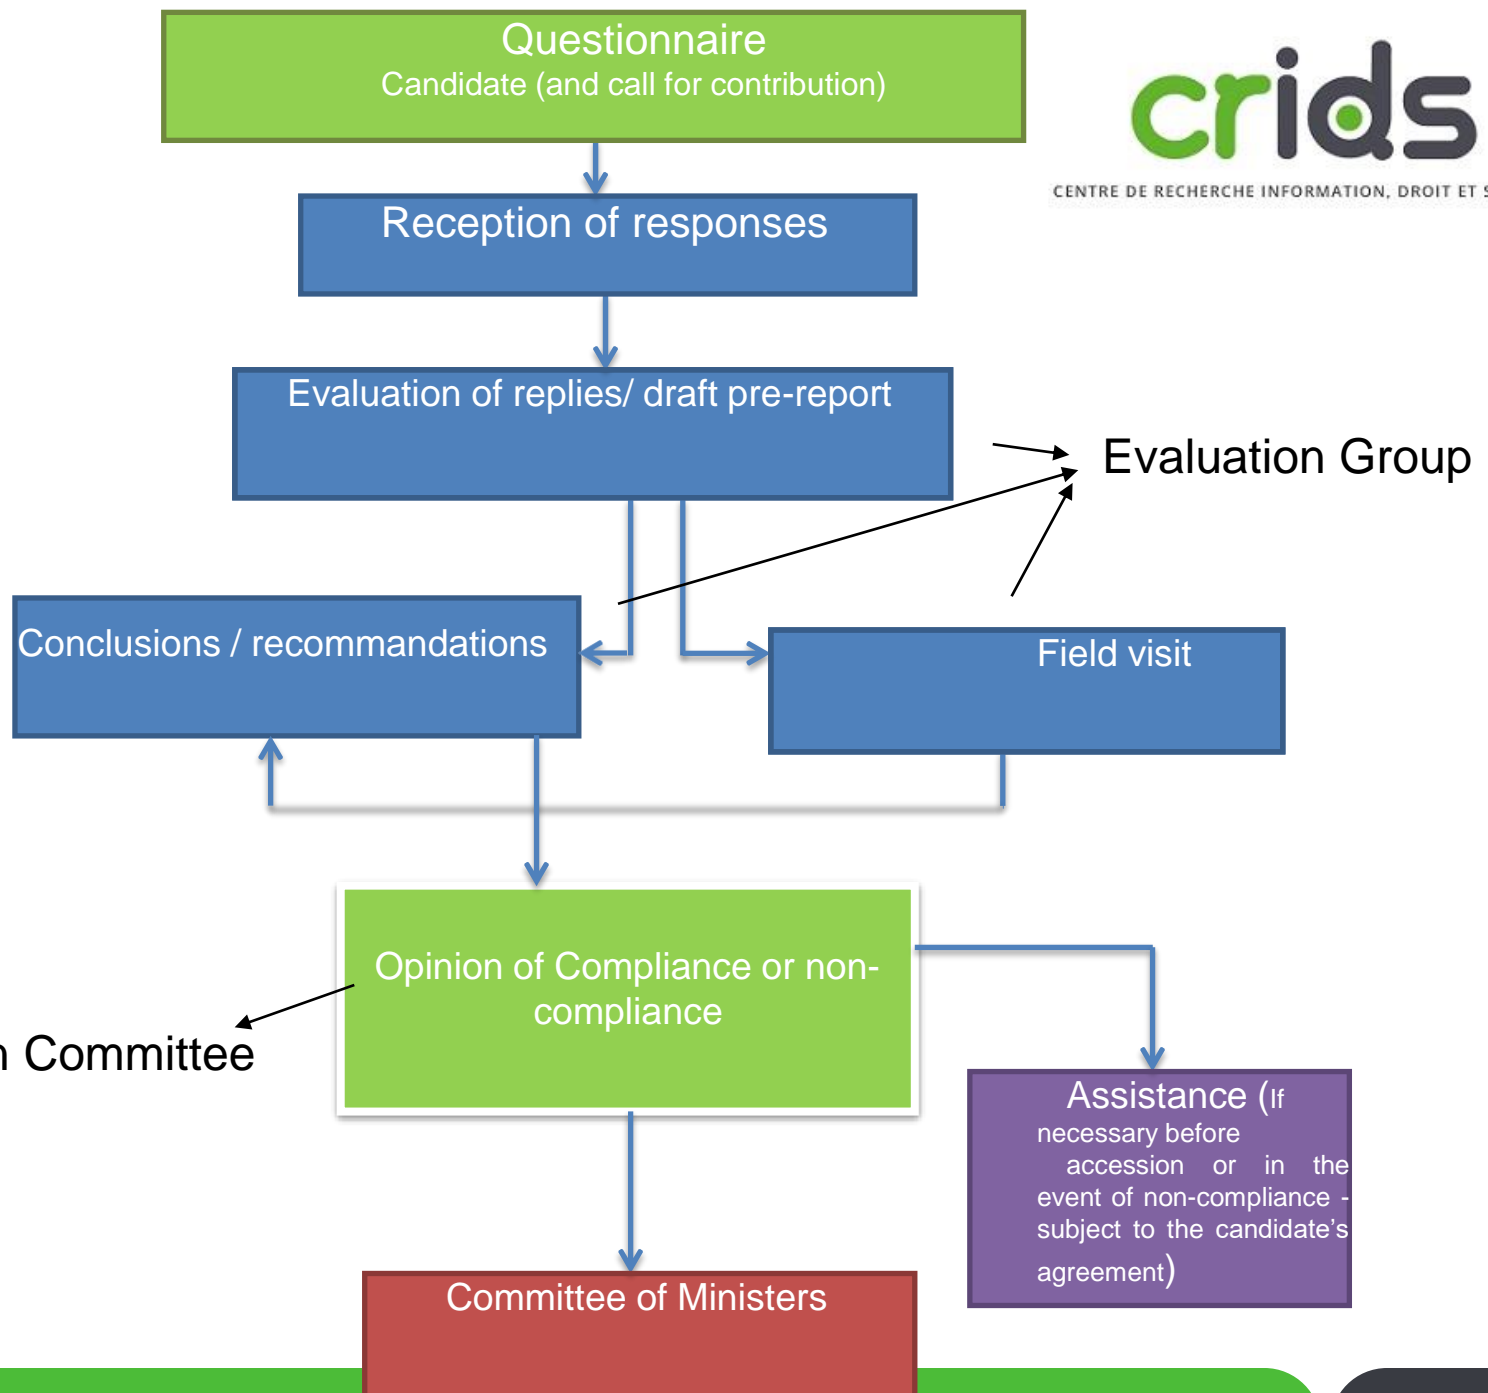 Questionnaire
Candidate (and call for contribution)
crids
CENTRE DE RECHERCHE INFORMATION, DROIT ET S
Reception of responses
Evaluation of replies/ draft pre-report
Evaluation Group
Conclusions / recommandations
Field visit
Opinion of Compliance or non-
compliance
Committee
Assistance (If
necessary before
accession or in the
event of non-compliance -
subject to the candidate's
agreement)
Committee of Ministers